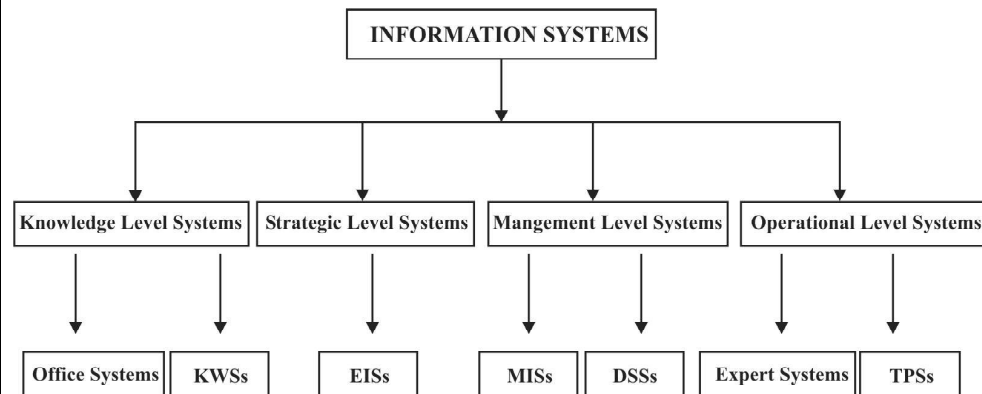 INFORMATION SYSTEMS
Knowledge Level Systems
Strategic Level Systems
Mangement Level Systems
Operational Level Systems
Office Systems
KWSs
EISs
MISs
DSSs
Expert Systems
TPSs